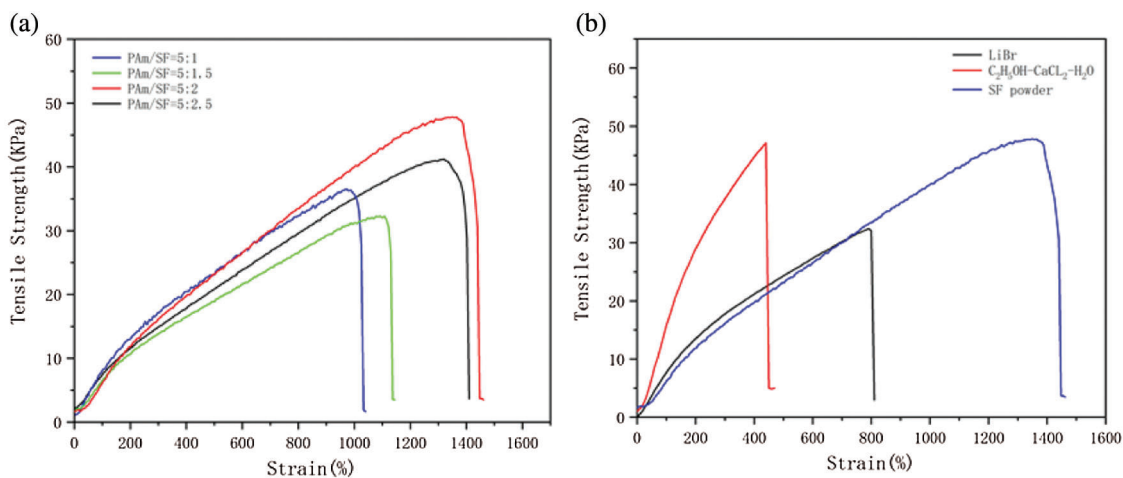 (a)
60
50
40
30
20
10
0
Tensile Strength(KPa)
PAm/SF=5:1
PAm/SF=5:1.5
PAm/SF=5:2
PAm/SF=5:2.5
0 200 400 600 800 1000 1200 1400 1600
Strain(%)
(b)
60
50
40
30
20
10
0
Tensile Strength(KPa)
LiBr
C₂H₅OH-CaCL₂-H₂O
SF powder
0 200 400 600 800 1000 1200 1400 1600
Strain(%)